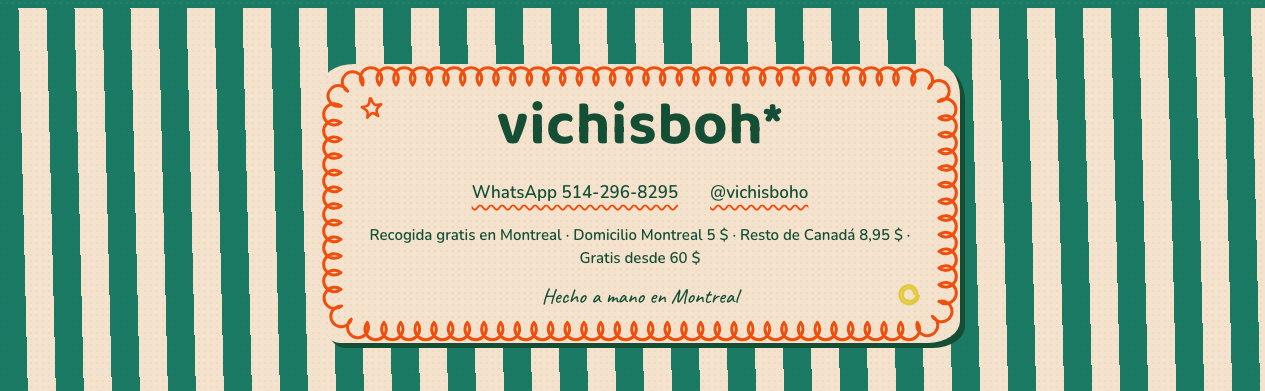 vichisboh*
WhatsApp 514-296-8295 @vichisboho
Recogida gratis en Montreal · Domicilio Montreal 5 $ · Resto de Canadá 8,95 $ ·
Gratis desde 60 $
Hecho a mano en Montreal